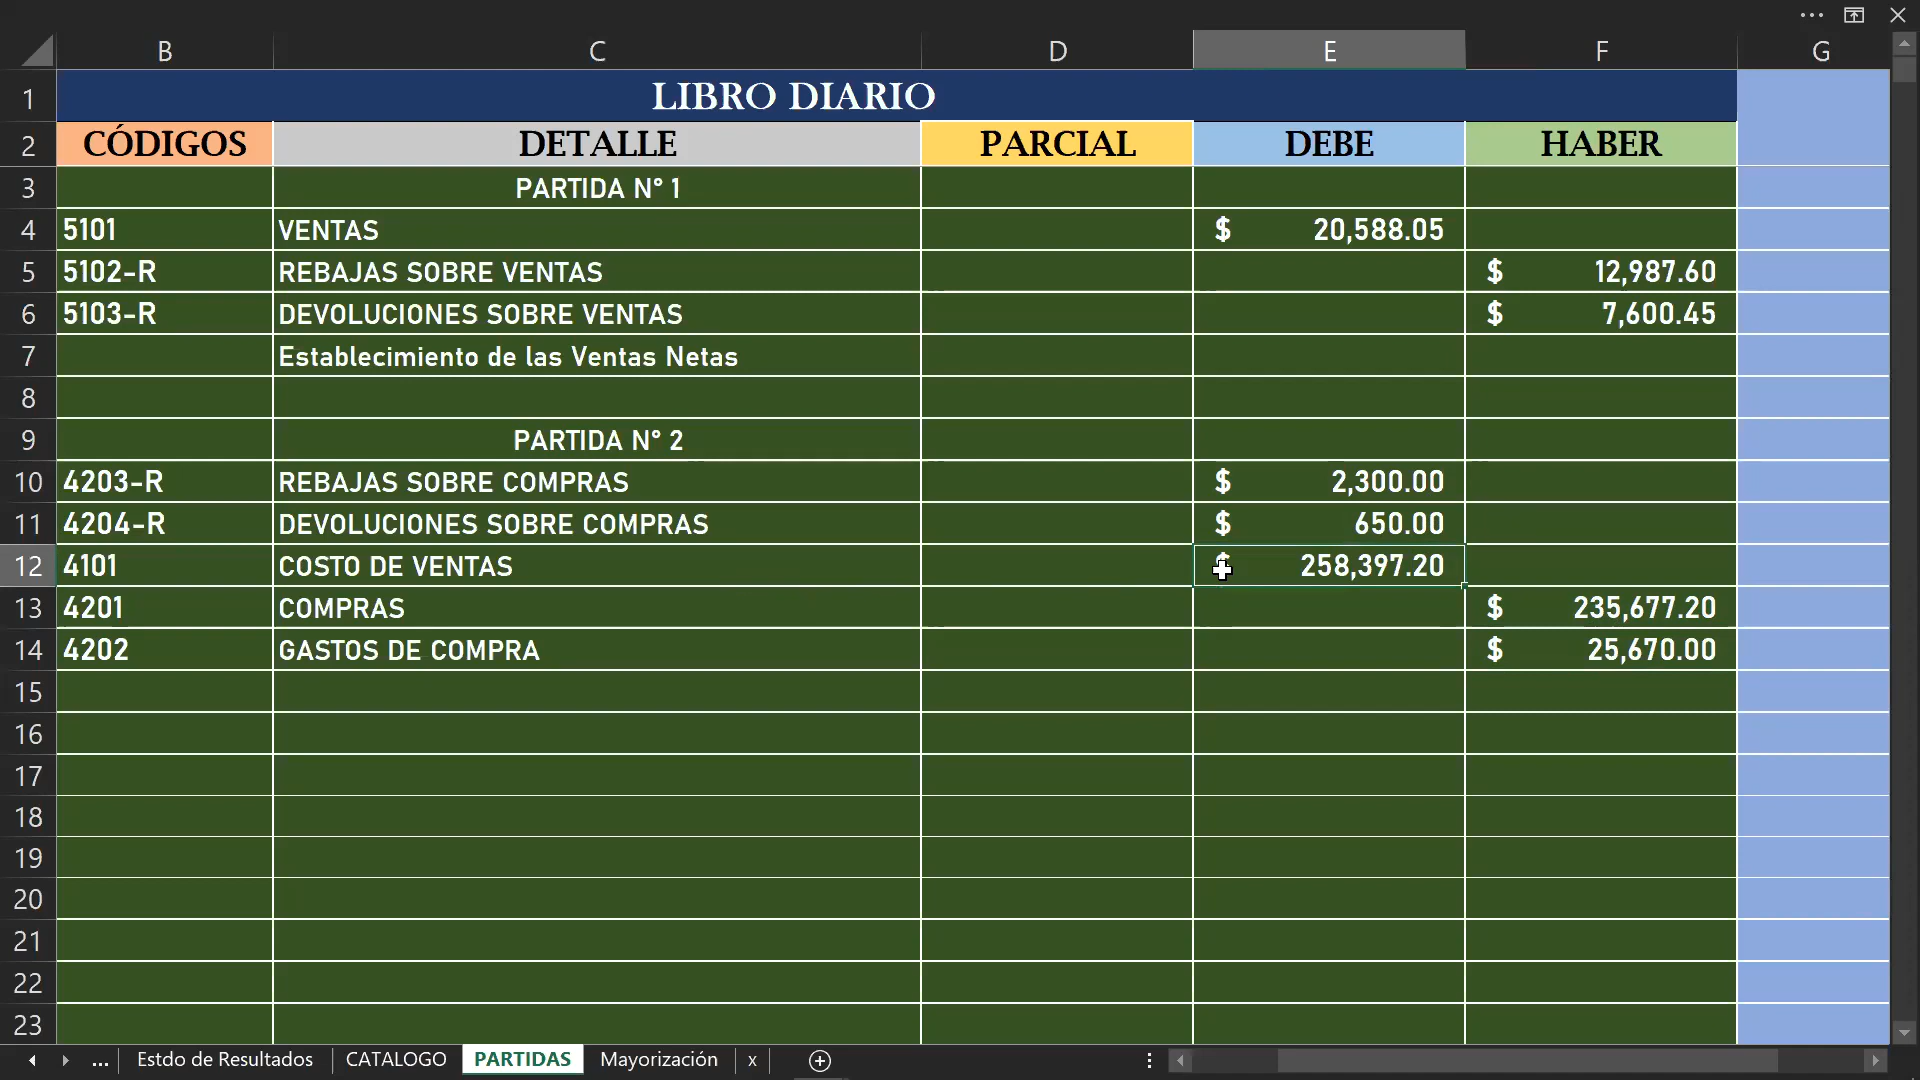 B C D E F G
1 LIBRO DIARIO
2 CÓDIGOS DETALLE PARCIAL DEBE HABER
3 PARTIDA N° 1
4 5101 VENTAS $ 20,588.05
5 5102-R REBAJAS SOBRE VENTAS $ 12,987.60
6 5103-R DEVOLUCIONES SOBRE VENTAS $ 7,600.45
7 Establecimiento de las Ventas Netas
8
9 PARTIDA N° 2
10 4203-R REBAJAS SOBRE COMPRAS $ 2,300.00
11 4204-R DEVOLUCIONES SOBRE COMPRAS $ 650.00
12 4101 COSTO DE VENTAS $ 258,397.20
13 4201 COMPRAS $ 235,677.20
14 4202 GASTOS DE COMPRA $ 25,670.00
15
16
17
18
19
20
21
22
23
... Estdo de Resultados CATALOGO PARTIDAS Mayorización x